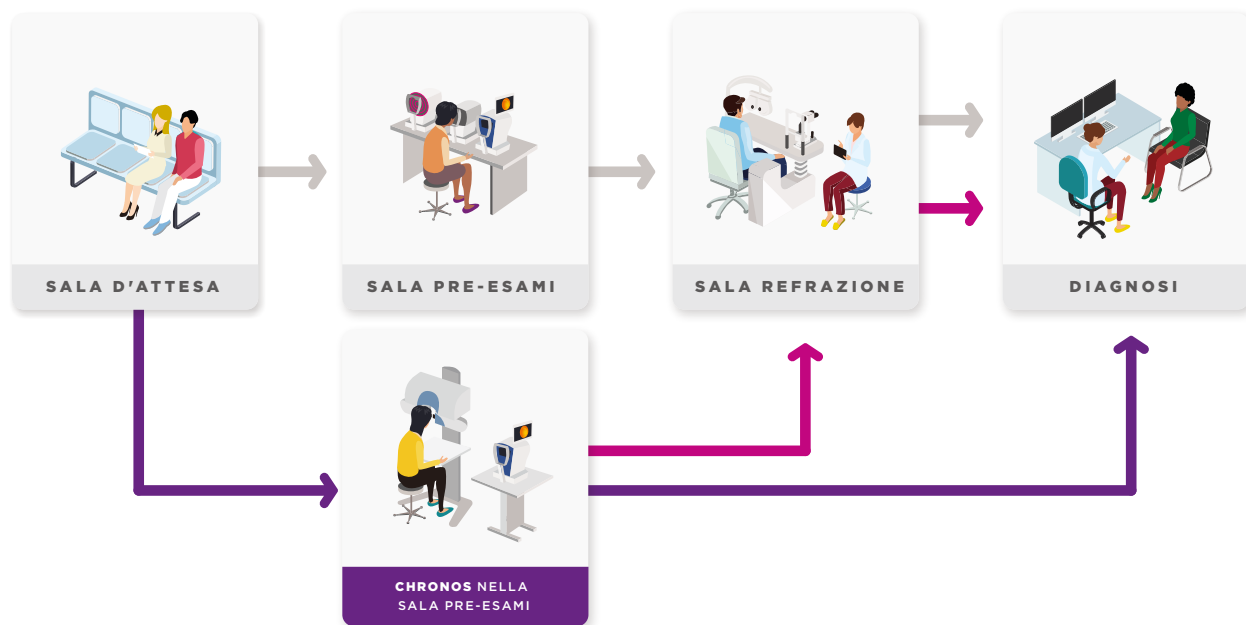 SALA D'ATTESA
SALA PRE-ESAMI
SALA REFRAZIONE
DIAGNOSI
CHRONOS NELLA
SALA PRE-ESAMI